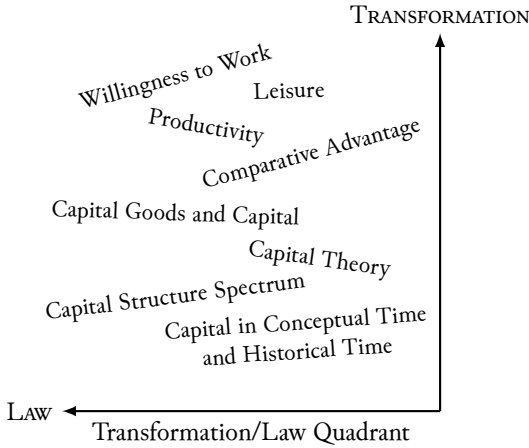 TRANSFORMATION
Willingness to Work
Leisure
Productivity
Comparative Advantage
Capital Goods and Capital
Capital Theory
Capital Structure Spectrum
Capital in Conceptual Time
and Historical Time
LAW
Transformation/Law Quadrant